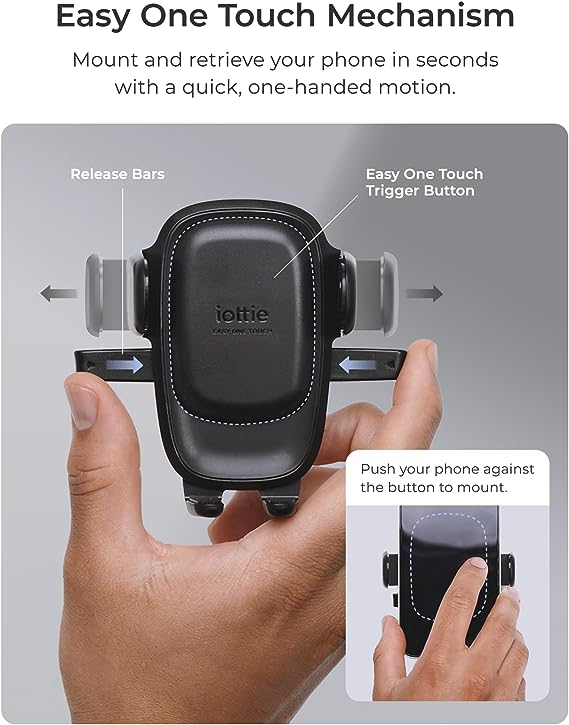 Easy One Touch Mechanism
Mount and retrieve your phone in seconds
with a quick, one-handed motion.
Release Bars
Easy One Touch
Trigger Button
iottie
EASY ONE TOUCH
Push your phone against
the button to mount.